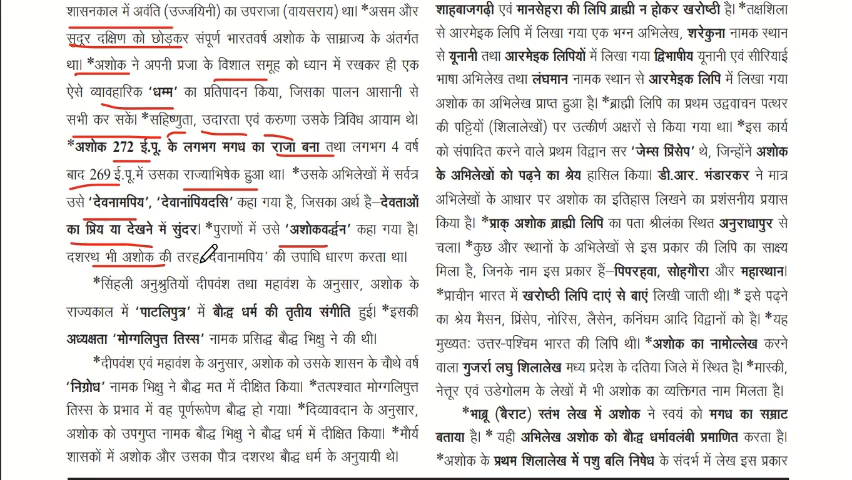 शासनकाल में अवंति (उज्जयिनी) का उपराजा (वायसराय) था। *असम और
सुदूर दक्षिण को छोड़कर संपूर्ण भारतवर्ष अशोक के साम्राज्य के अंतर्गत
था। *अशोक ने अपनी प्रजा के विशाल समूह को ध्यान में रखकर ही एक
ऐसे व्यावहारिक ‘धम्म’ का प्रतिपादन किया, जिसका पालन आसानी से
सभी कर सकें। *सहिष्णुता, उदारता एवं करुणा उसके त्रिविध आयाम थे।
*अशोक 272 ई.पू. के लगभग मगध का राजा बना तथा लगभग 4 वर्ष
बाद 269 ई.पू. में उसका राज्याभिषेक हुआ था। *उसके अभिलेखों में सर्वत्र
उसे ‘देवनामपिय’, ‘देवानांपियदसि’ कहा गया है, जिसका अर्थ है–देवताओं
का प्रिय या देखने में सुंदर। *पुराणों में उसे ‘अशोकवर्द्धन’ कहा गया है।
दशरथ भी अशोक की तरह ‘देवानामपिय’ की उपाधि धारण करता था।
*सिंहली अनुश्रुतियों दीपवंश तथा महावंश के अनुसार, अशोक के
राज्यकाल में ‘पाटलिपुत्र’ में बौद्ध धर्म की तृतीय संगीति हुई। *इसकी
अध्यक्षता ‘मोग्गलिपुत्त तिस्स’ नामक प्रसिद्ध बौद्ध भिक्षु ने की थी।
*दीपवंश एवं महावंश के अनुसार, अशोक को उसके शासन के चौथे वर्ष
‘निग्रोध’ नामक भिक्षु ने बौद्ध मत में दीक्षित किया। *तत्पश्चात मोग्गलिपुत्त
तिस्स के प्रभाव में वह पूर्णरूपेण बौद्ध हो गया। *दिव्यावदान के अनुसार,
अशोक को उपगुप्त नामक बौद्ध भिक्षु ने बौद्ध धर्म में दीक्षित किया। *मौर्य
शासकों में अशोक और उसका पौत्र दशरथ बौद्ध धर्म के अनुयायी थे।
शाहबाजगढ़ी एवं मानसेहरा की लिपि ब्राह्मी न होकर खरोष्ठी है। *तक्षशिला
से आरमेइक लिपि में लिखा गया एक भग्न अभिलेख, शरेकुना नामक स्थान
से यूनानी तथा आरमेइक लिपियों में लिखा गया द्विभाषीय यूनानी एवं सीरियाई
भाषा अभिलेख तथा लंघमान नामक स्थान से आरमेइक लिपि में लिखा गया
अशोक का अभिलेख प्राप्त हुआ है। *ब्राह्मी लिपि का प्रथम उद्वाचन पत्थर
की पट्टियों (शिलालेखों) पर उत्कीर्ण अक्षरों से किया गया था। *इस कार्य
को संपादित करने वाले प्रथम विद्वान सर ‘जेम्स प्रिंसेप’ थे, जिन्होंने अशोक
के अभिलेखों को पढ़ने का श्रेय हासिल किया। डी.आर. भंडारकर ने मात्र
अभिलेखों के आधार पर अशोक का इतिहास लिखने का प्रशंसनीय प्रयास
किया है। *प्राक् अशोक ब्राह्मी लिपि का पता श्रीलंका स्थित अनुराधापुर से
चला। *कुछ और स्थानों के अभिलेखों से इस प्रकार की लिपि का साक्ष्य
मिला है, जिनके नाम इस प्रकार हैं–पिपरहवा, सोहगौरा और महास्थान।
*प्राचीन भारत में खरोष्ठी लिपि दाएं से बाएं लिखी जाती थी। * इसे पढ़ने
का श्रेय मैसन, प्रिंसेप, नोरिस, लैसेन, कनिंघम आदि विद्वानों को है। *यह
मुख्यतः उत्तर-पश्चिम भारत की लिपि थी। *अशोक का नामोल्लेख करने
वाला गुजर्रा लघु शिलालेख मध्य प्रदेश के दतिया जिले में स्थित है। *मास्की,
नेत्तूर एवं उडेगोलम के लेखों में भी अशोक का व्यक्तिगत नाम मिलता है।
*भाब्रू (बैराट) स्तंभ लेख में अशोक ने स्वयं को मगध का सम्राट
बताया है। * यही अभिलेख अशोक को बौद्ध धर्मावलंबी प्रमाणित करता है।
*अशोक के प्रथम शिलालेख में पशु बलि निषेध के संदर्भ में लेख इस प्रकार